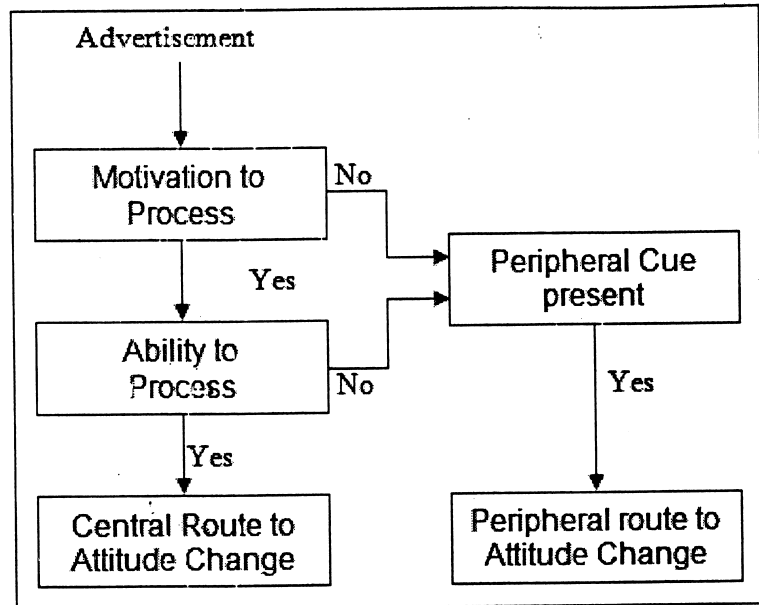 Advertisement
Motivation to
Process
No
Yes
Peripheral Cue
present
Ability to
Process
No
Yes
Yes
Central Route to
Attitude Change
Peripheral route to
Attitude Change